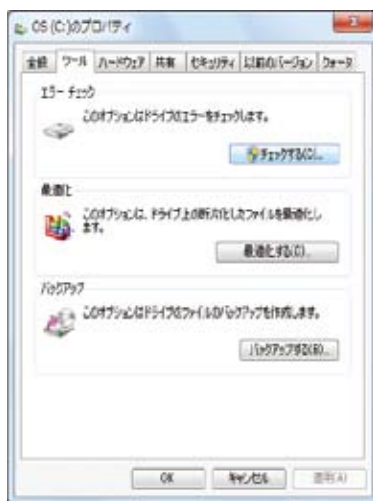 OS (C:)のプロパティ
全般 ツール ハードウェア 共有 セキュリティ 以前のバージョン クォータ
エラー チェック
このオプションはドライブのエラーをチェックします。
チェックする(C)...
最適化
このオプションは、ドライブ上の断片化したファイルを最適化し
ます。
最適化する(D)...
バックアップ
このオプションはドライブのファイルのバックアップを作成します。
バックアップする(B)...
OK キャンセル 適用(A)